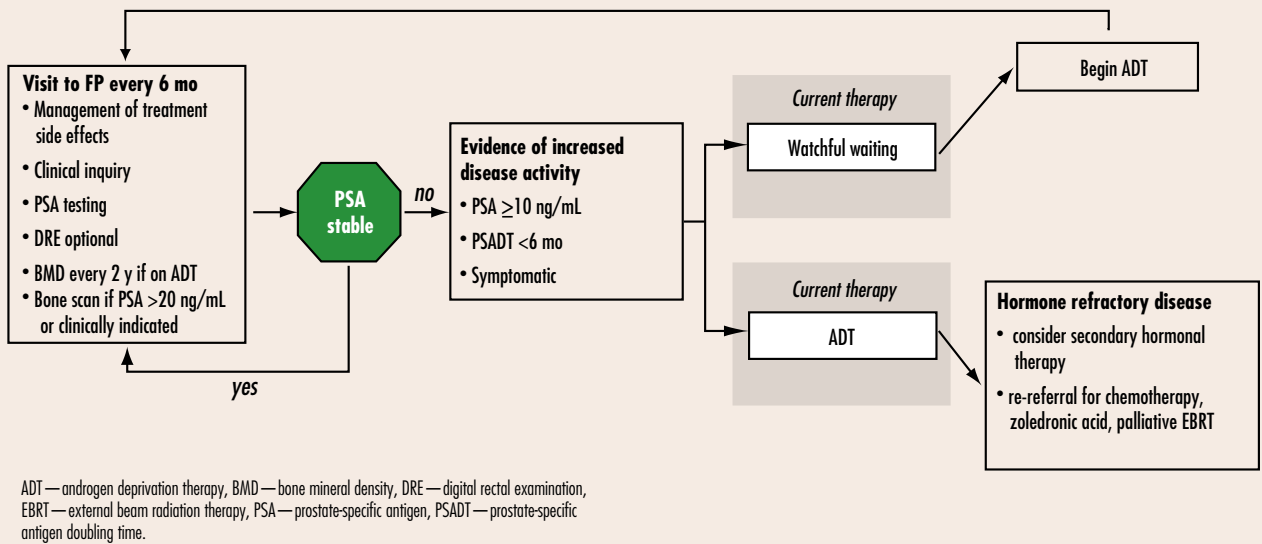 Visit to FP every 6 mo
• Management of treatment
side effects
• Clinical inquiry
• PSA testing
• DRE optional
• BMD every 2 y if on ADT
• Bone scan if PSA >20 ng/mL
or clinically indicated
PSA
stable
yes
no
Evidence of increased
disease activity
• PSA ≥10 ng/mL
• PSADT <6 mo
• Symptomatic
Current therapy
Watchful waiting
Begin ADT
Current therapy
ADT
Hormone refractory disease
• consider secondary hormonal
therapy
• re-referral for chemotherapy,
zoledronic acid, palliative EBRT
ADT—androgen deprivation therapy, BMD—bone mineral density, DRE—digital rectal examination,
EBRT—external beam radiation therapy, PSA—prostate-specific antigen, PSADT—prostate-specific
antigen doubling time.